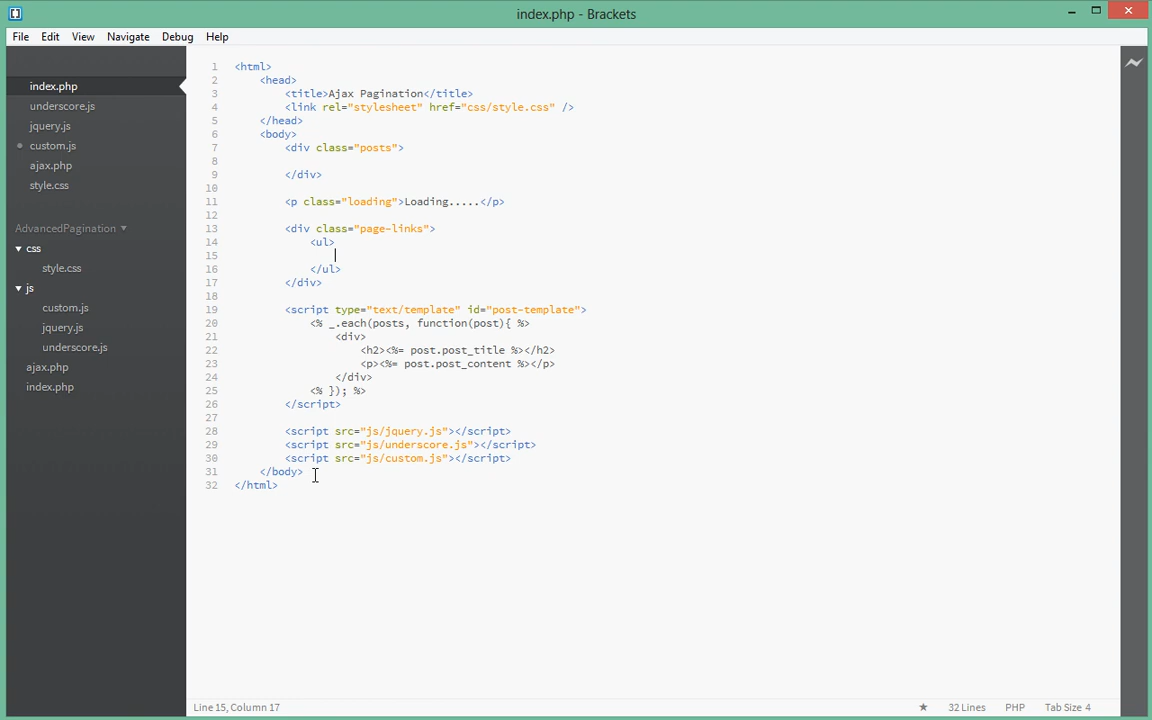 index.php - Brackets
File Edit View Navigate Debug Help
index.php
underscore.js
jquery.js
custom.js
ajax.php
style.css
AdvancedPagination
css
style.css
js
custom.js
jquery.js
underscore.js
ajax.php
index.php
1 <html>
2 <head>
3 <title>Ajax Pagination</title>
4 <link rel="stylesheet" href="css/style.css" />
5 </head>
6 <body>
7 <div class="posts">
8
9 </div>
10
11 <p class="loading">Loading.....</p>
12
13 <div class="page-links">
14 <ul>
15
16 </ul>
17 </div>
18
19 <script type="text/template" id="post-template">
20 <% _.each(posts, function(post){ %>
21 <div>
22 <h2><%= post.post_title %></h2>
23 <p><%= post.post_content %></p>
24 </div>
25 <% }); %>
26 </script>
27
28 <script src="js/jquery.js"></script>
29 <script src="js/underscore.js"></script>
30 <script src="js/custom.js"></script>
31 </body>
32 </html>
Line 15, Column 17 32 Lines PHP Tab Size 4